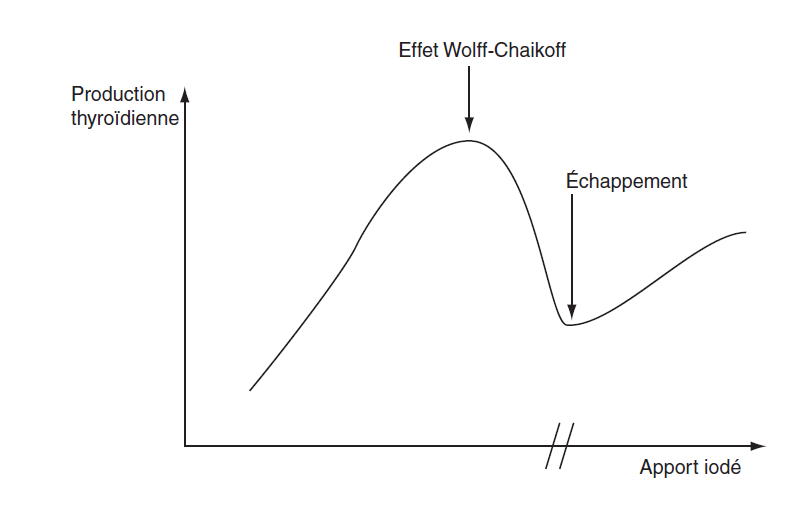 Effet Wolff-Chaikoff
Production
thyroïdienne
Échappement
Apport iodé